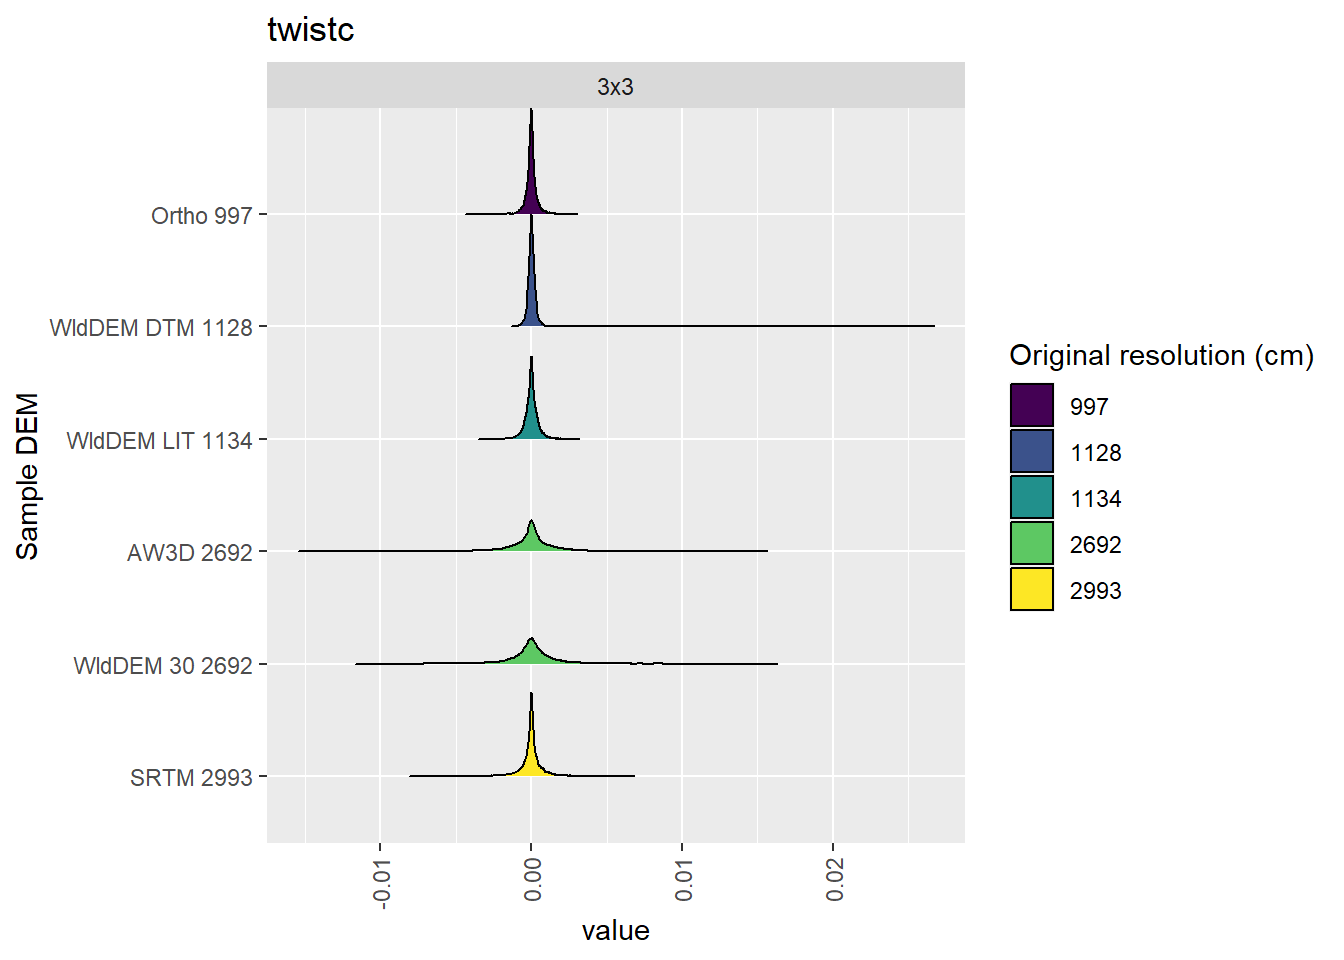 twistc
3x3
Sample DEM
Ortho 997
WldDEM DTM 1128
WldDEM LIT 1134
AW3D 2692
WldDEM 30 2692
SRTM 2993
-0.01
0.00
0.01
0.02
value
Original resolution (cm)
997
1128
1134
2692
2993